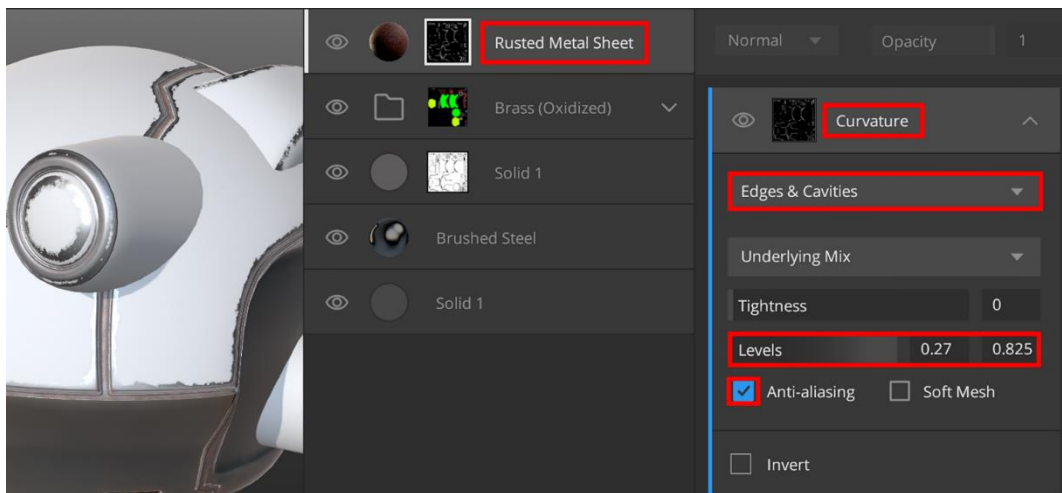 Rusted Metal Sheet
Brass (Oxidized)
Solid 1
Brushed Steel
Solid 1
Normal Opacity 1
Curvature
Edges & Cavities
Underlying Mix
Tightness 0
Levels 0.27 0.825
Anti-aliasing Soft Mesh
Invert